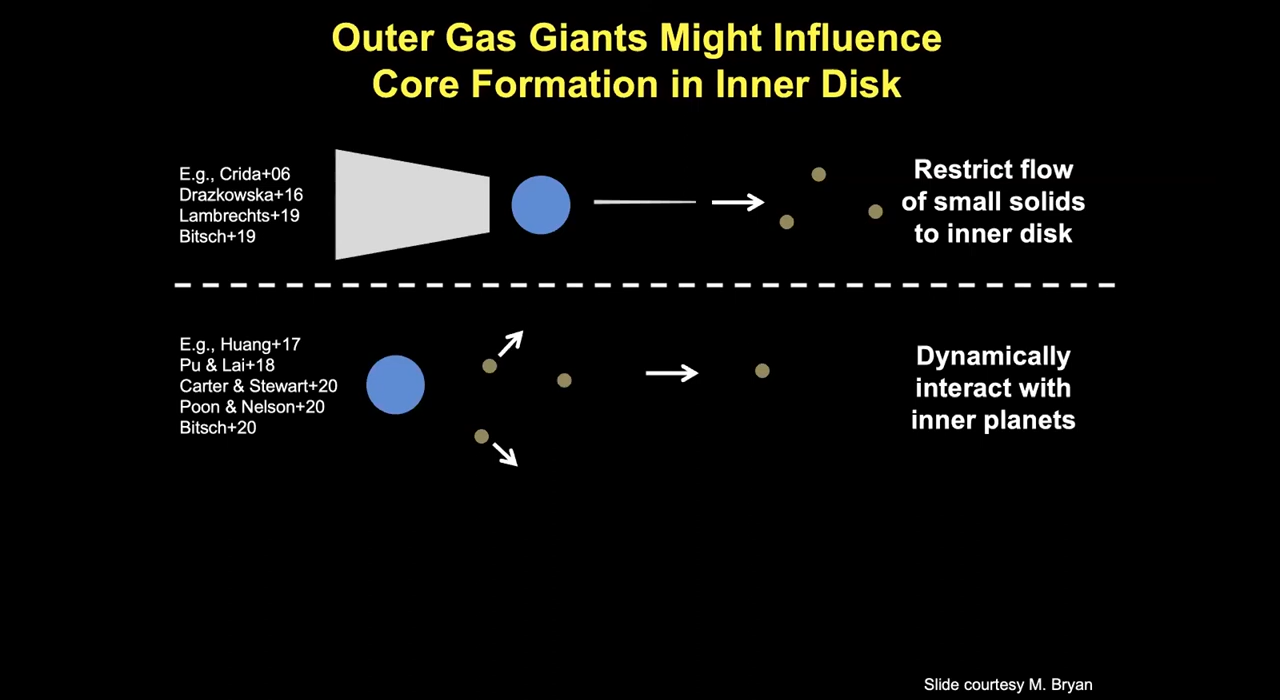 Outer Gas Giants Might Influence
Core Formation in Inner Disk
E.g., Crida+06
Drazkowska+16
Lambrechts+19
Bitsch+19
Restrict flow
of small solids
to inner disk
E.g., Huang+17
Pu & Lai+18
Carter & Stewart+20
Poon & Nelson+20
Bitsch+20
Dynamically
interact with
inner planets
Slide courtesy M. Bryan